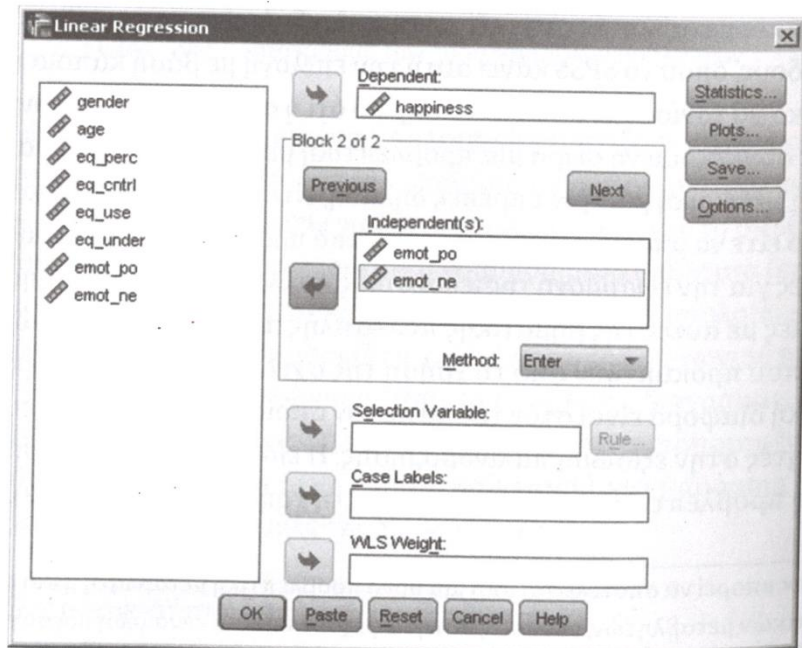 Linear Regression
gender
age
eq_perc
eq_cntrl
eq_use
eq_under
emot_po
emot_ne
Dependent:
happiness
Block 2 of 2
Previous
Next
Independent(s):
emot_po
emot_ne
Method: Enter
Selection Variable:
Rule...
Case Labels:
WLS Weight:
Statistics...
Plots...
Save...
Options...
OK Paste Reset Cancel Help